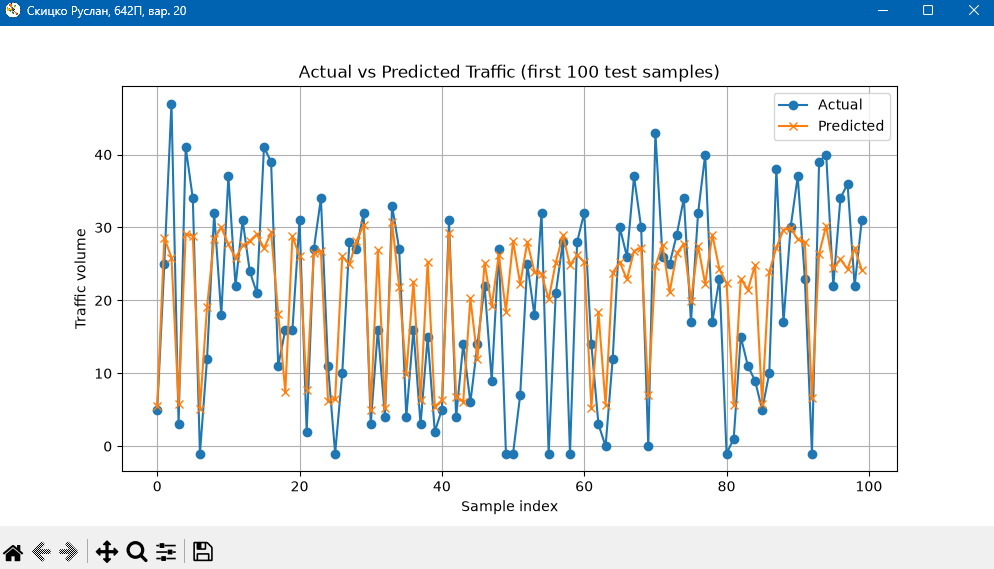 Скицко Руслан, 642П, вар. 20
Actual vs Predicted Traffic (first 100 test samples)
Actual
Predicted
Traffic volume
40
30
20
10
0
0 20 40 60 80 100
Sample index